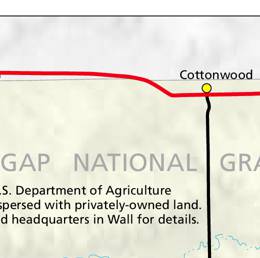 Cottonwood
GAP NATIONAL GRA
.S. Department of Agriculture
spersed with privately-owned land.
d headquarters in Wall for details.